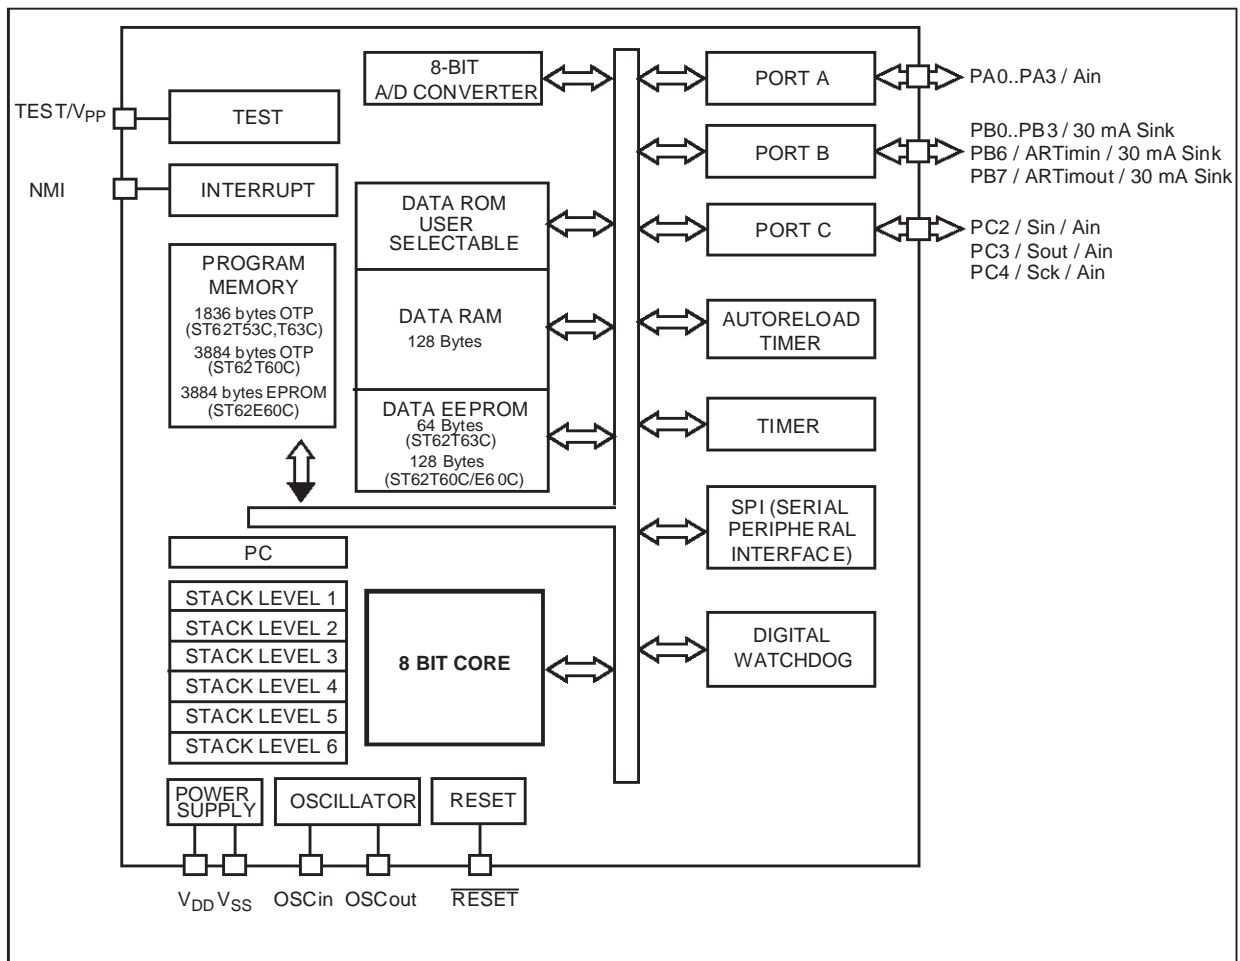 8-BIT
A/D CONVERTER
PORT A
PA0..PA3 / Ain
TEST/VPP
TEST
PORT B
PB0..PB3 / 30 mA Sink
PB6 / ARTimin / 30 mA Sink
PB7 / ARTimout / 30 mA Sink
NMI
INTERRUPT
DATA ROM
USER
SELECTABLE
PORT C
PC2 / Sin / Ain
PC3 / Sout / Ain
PC4 / Sck / Ain
PROGRAM
MEMORY
1836 bytes OTP
(ST62T53C,T63C)
3884 bytes OTP
(ST62T60C)
3884 bytes EPROM
(ST62E60C)
DATA RAM
128 Bytes
AUTORELOAD
TIMER
DATA EEPROM
64 Bytes
(ST62T63C)
128 Bytes
(ST62T60C/E60C)
TIMER
SPI (SERIAL
PERIPHERAL
INTERFACE)
PC
STACK LEVEL 1
STACK LEVEL 2
STACK LEVEL 3
STACK LEVEL 4
STACK LEVEL 5
STACK LEVEL 6
8 BIT CORE
DIGITAL
WATCHDOG
POWER
SUPPLY
OSCILLATOR
RESET
VDD VSS
OSCin OSCout
RESET